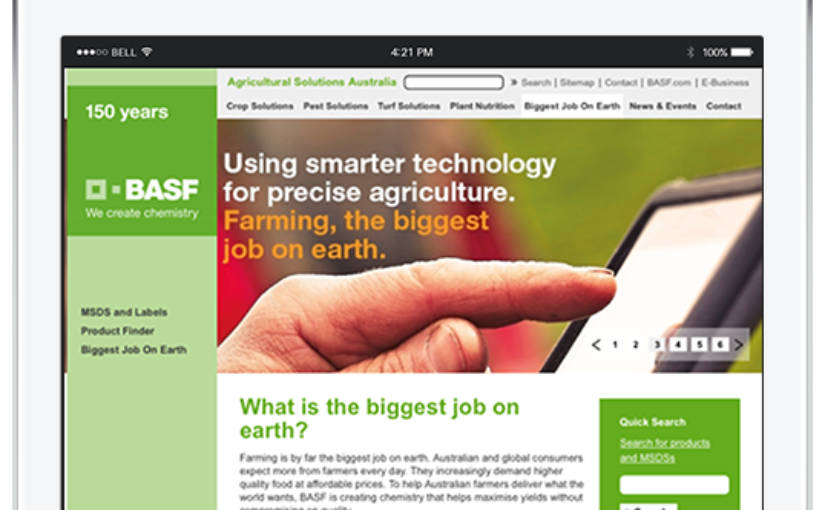 BELL
4:21 PM
100%
Agricultural Solutions Australia
» Search | Sitemap | Contact | BASF.com | E-Business
150 years
Crop Solutions Pest Solutions Turf Solutions Plant Nutrition Biggest Job On Earth News & Events Contact
BASF
We create chemistry
Using smarter technology
for precise agriculture.
Farming, the biggest
job on earth.
MSDS and Labels
Product Finder
Biggest Job On Earth
< 1 2 3 4 5 6 >
What is the biggest job on
earth?
Farming is by far the biggest job on earth. Australian and global consumers
expect more from farmers every day. They increasingly demand higher
quality food at affordable prices. To help Australian farmers deliver what the
world wants, BASF is creating chemistry that helps maximise yields without
Quick Search
Search for products
and MSDSs